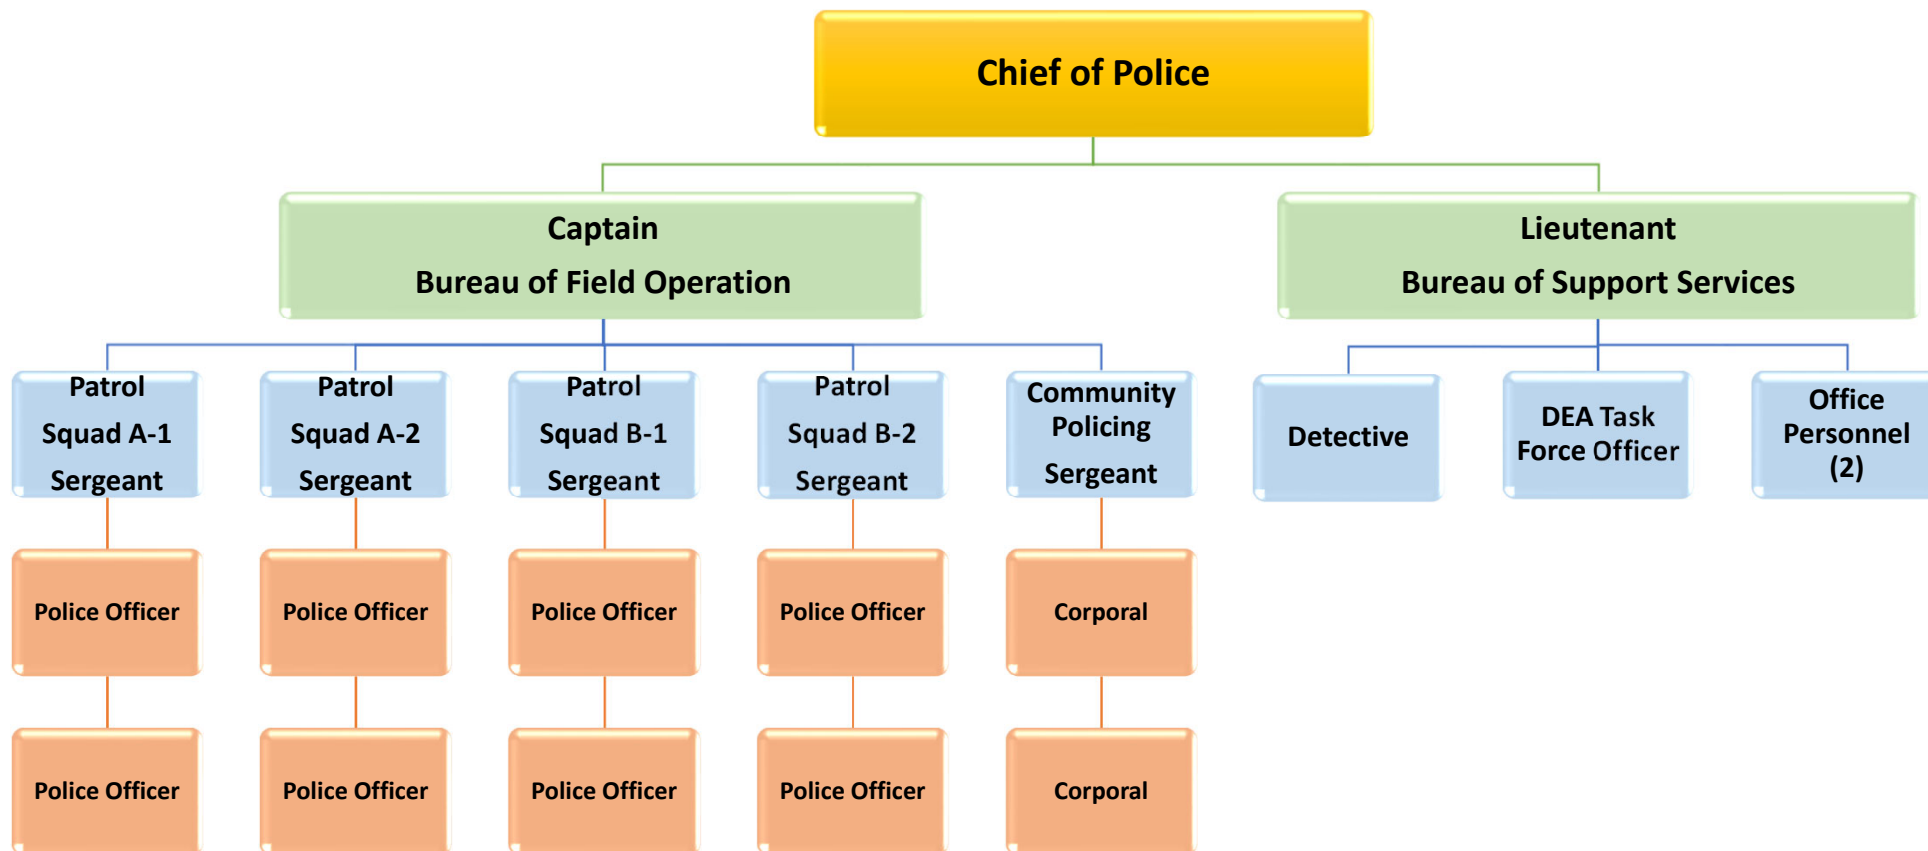 Chief of Police
Captain
Bureau of Field Operation
Lieutenant
Bureau of Support Services
Patrol
Squad A-1
Sergeant
Patrol
Squad A-2
Sergeant
Patrol
Squad B-1
Sergeant
Patrol
Squad B-2
Sergeant
Community
Policing
Sergeant
Detective
DEA Task
Force Officer
Office
Personnel
(2)
Police Officer
Police Officer
Police Officer
Police Officer
Corporal
Police Officer
Police Officer
Police Officer
Police Officer
Corporal